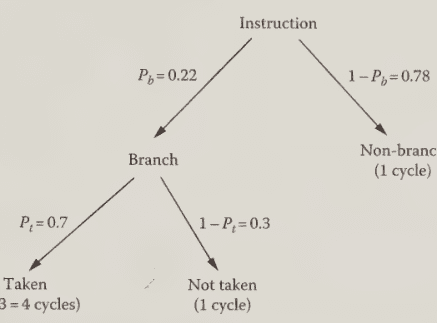 Instruction
P_b = 0.22
1 − P_b = 0.78
Branch
Non-branc
(1 cycle)
P_t = 0.7
1 − P_t = 0.3
Taken
Not taken
3 = 4 cycles)
(1 cycle)